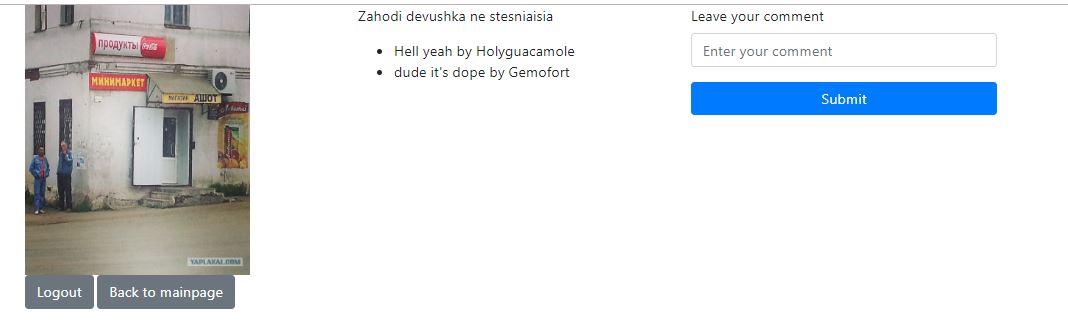 продукты Coca-Cola
МИНИМАРКЕТ
МАГАЗИН АШОТ
YAPLAKAL.COM
Logout
Back to mainpage
Zahodi devushka ne stesniaisia
Hell yeah by Holyguacamole
dude it's dope by Gemofort
Leave your comment
Enter your comment
Submit